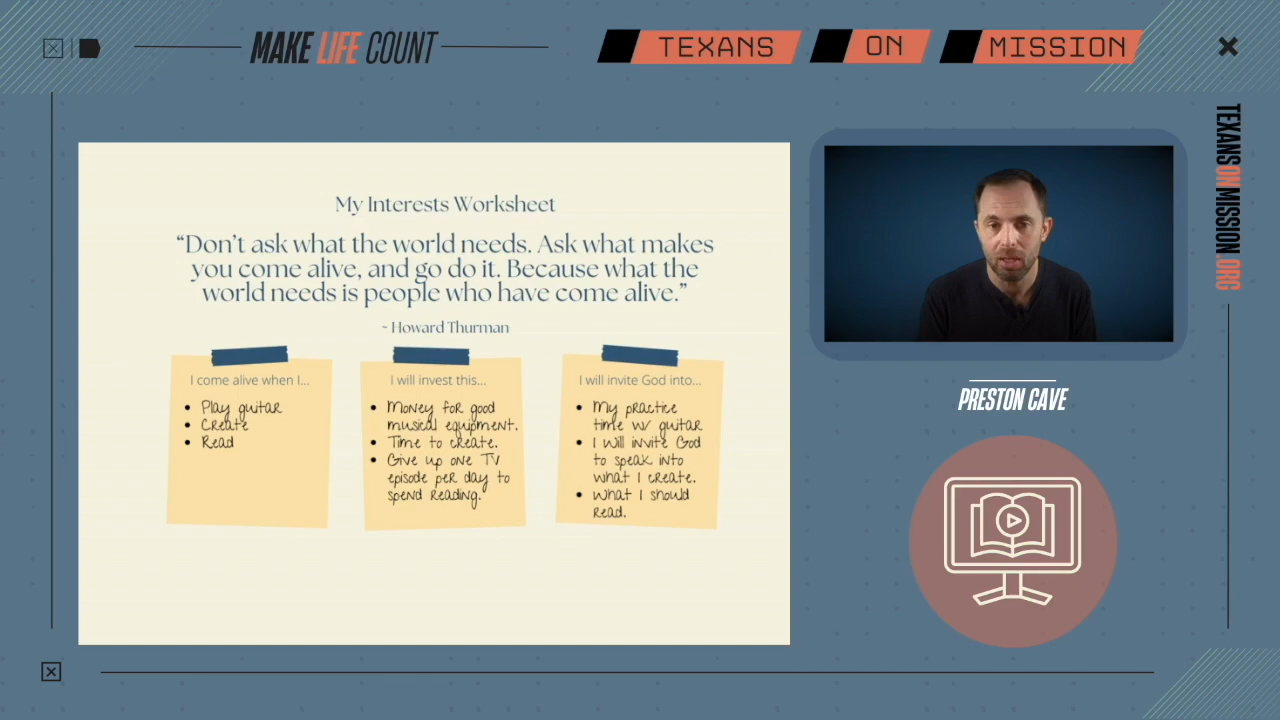 MAKE LIFE COUNT
TEXANS ON MISSION
TEXANSONMISSION.ORG
My Interests Worksheet
“Don’t ask what the world needs. Ask what makes
you come alive, and go do it. Because what the
world needs is people who have come alive.”
~ Howard Thurman
I come alive when I...
• Play guitar
• Create
• Read
I will invest this...
• Money for good
musical equipment.
• Time to create.
• Give up one TV
episode per day to
spend Reading.
I will invite God into...
• My practice
time w/ guitar
• I will invite God
to speak into
what I create.
• What I should
Read.
PRESTON CAVE